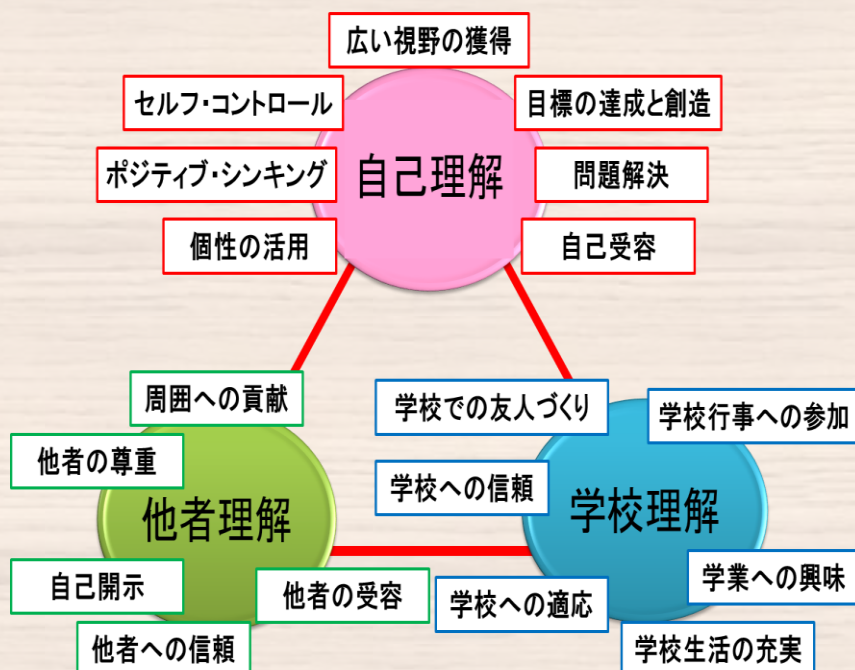 広い視野の獲得
セルフ・コントロール
目標の達成と創造
ポジティブ・シンキング
自己理解
問題解決
個性の活用
自己受容
周囲への貢献
学校での友人づくり
学校行事への参加
他者の尊重
学校への信頼
他者理解
学校理解
自己開示
他者の受容
学校への適応
学業への興味
他者への信頼
学校生活の充実